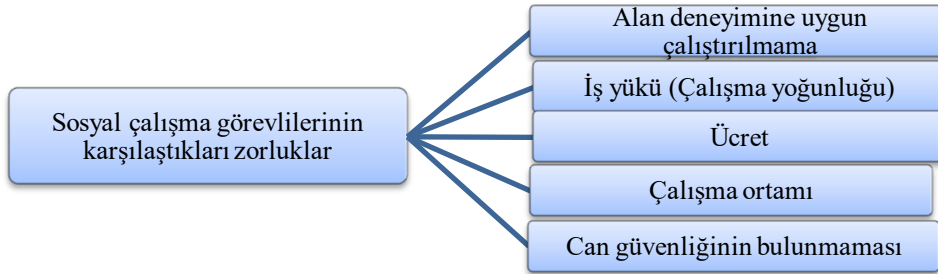 Sosyal çalışma görevlilerinin
karşılaştıkları zorluklar
Alan deneyimine uygun
çalıştırılmama
İş yükü (Çalışma yoğunluğu)
Ücret
Çalışma ortamı
Can güvenliğinin bulunmaması